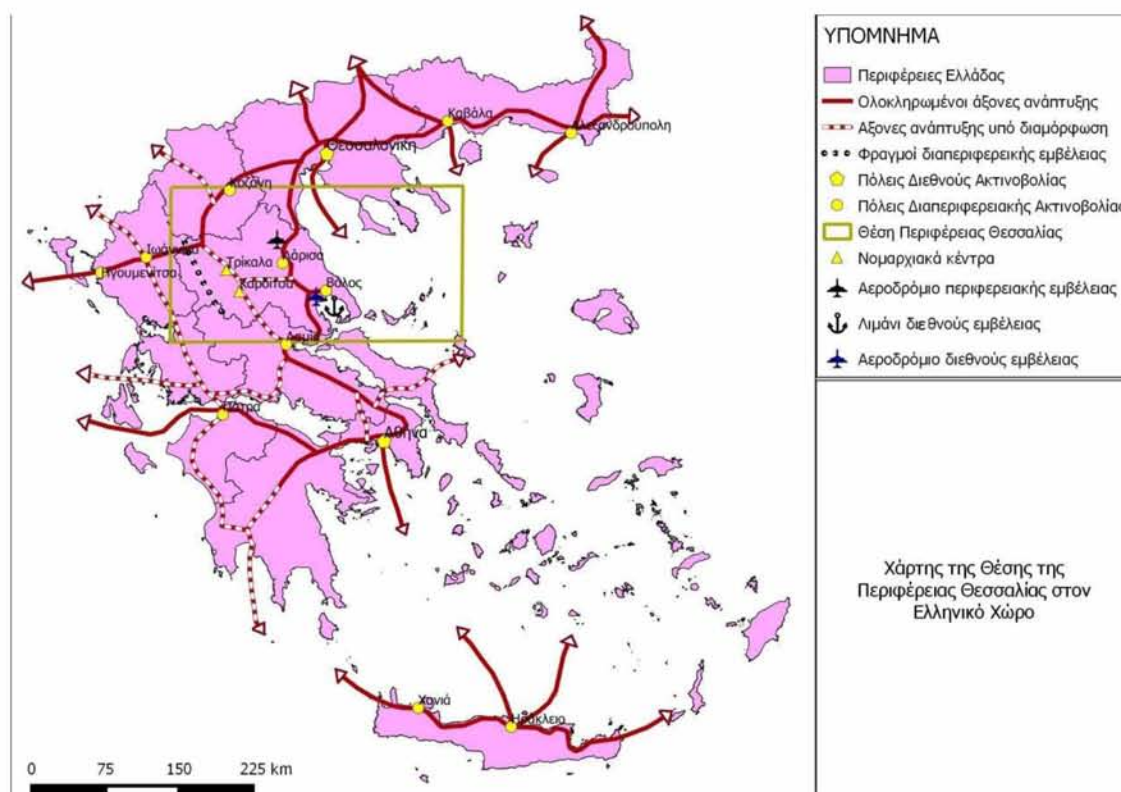 ΥΠΟΜΝΗΜΑ
Περιφέρειες Ελλάδας
Ολοκληρωμένοι άξονες ανάπτυξης
Αξονες ανάπτυξης υπό διαμόρφωση
Φραγμοί διαπεριφερεικής εμβέλειας
Πόλεις Διεθνούς Ακτινοβολίας
Πόλεις Διαπεριφερειακής Ακτινοβολίας
Θέση Περιφέρειας Θεσσαλίας
Νομαρχιακά κέντρα
Αεροδρόμιο περιφερειακής εμβέλειας
Λιμάνι διεθνούς εμβέλειας
Αεροδρόμιο διεθνούς εμβέλειας
Χάρτης της Θέσης της
Περιφέρειας Θεσσαλίας στον
Ελληνικό Χώρο
Καβάλα
Αλεξανδρούπολη
Θεσσαλονίκη
Κοζάνη
Ιωάννινα
Ηγουμενίτσα
Τρίκαλα
Λάρισα
Καρδίτσα
Βόλος
Λαμία
Πάτρα
Αθήνα
Χανιά
Ηράκλειο
0 75 150 225 km